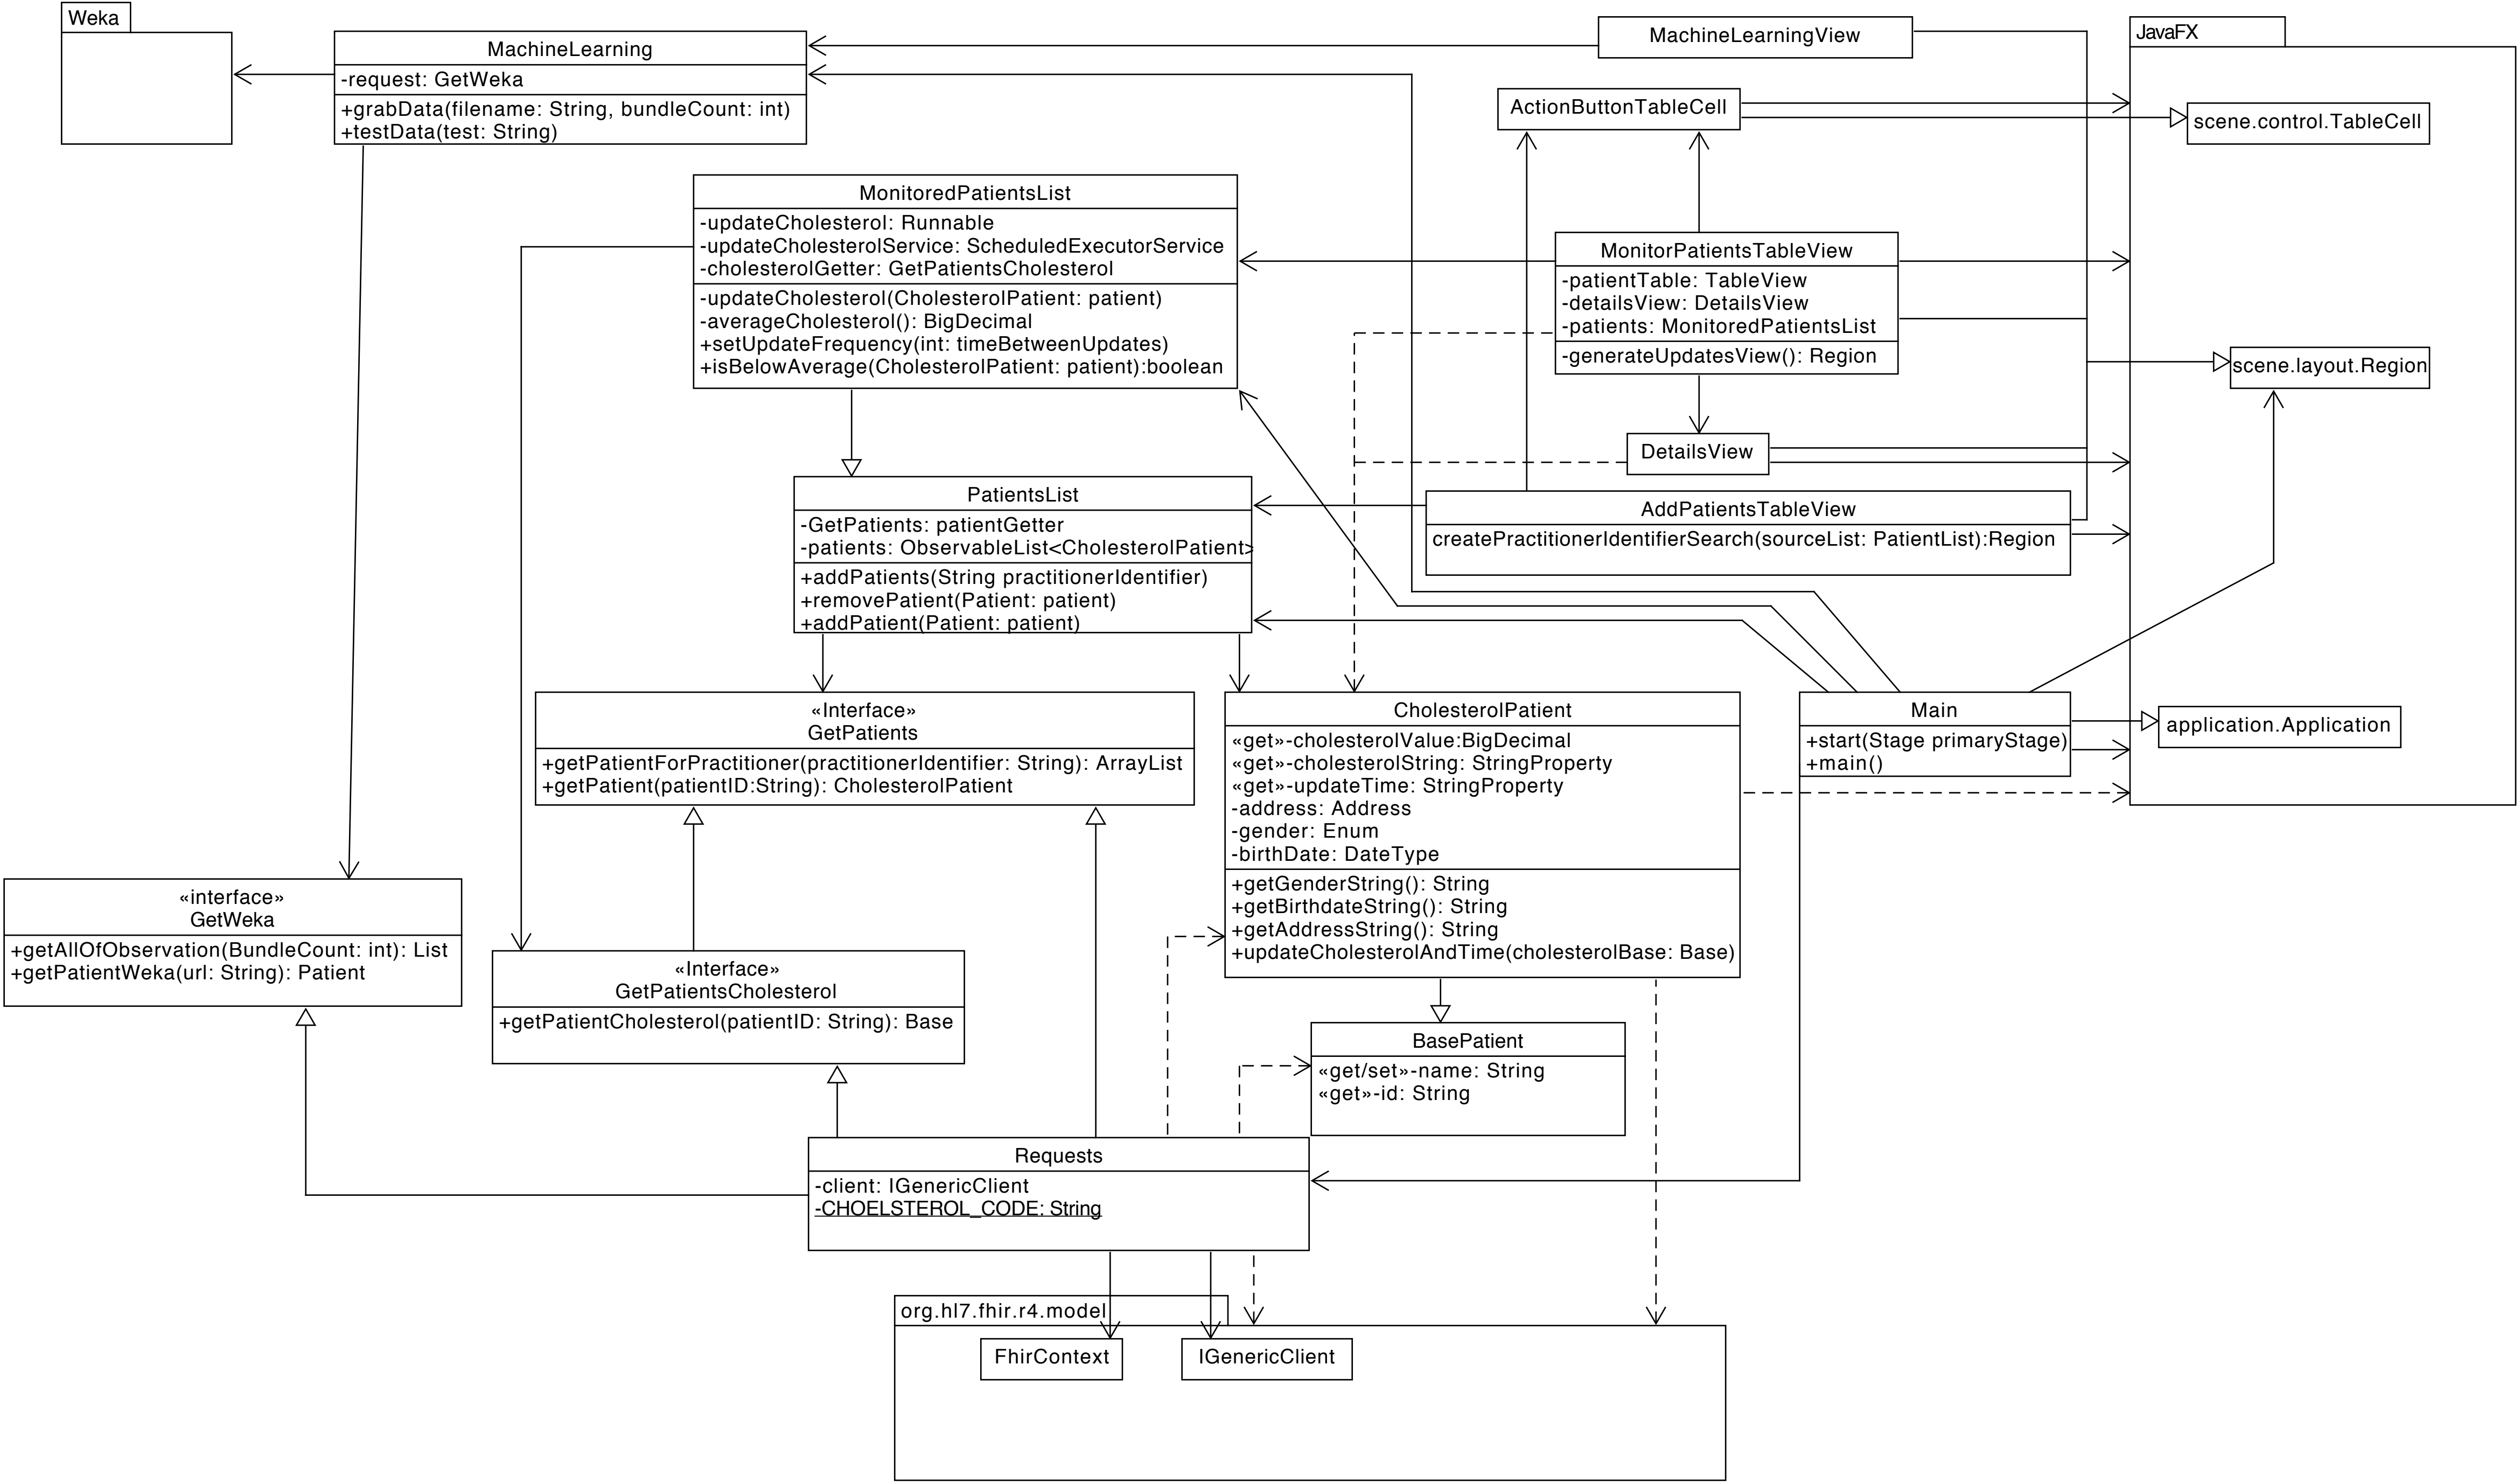 Weka
MachineLearning
-request: GetWeka
+grabData(filename: String, bundleCount: int)
+testData(test: String)
MachineLearningView
JavaFX
ActionButtonTableCell
scene.control.TableCell
MonitoredPatientsList
-updateCholesterol: Runnable
-updateCholesterolService: ScheduledExecutorService
-cholesterolGetter: GetPatientsCholesterol
-updateCholesterol(CholesterolPatient: patient)
-averageCholesterol(): BigDecimal
+setUpdateFrequency(int: timeBetweenUpdates)
+isBelowAverage(CholesterolPatient: patient):boolean
MonitorPatientsTableView
-patientTable: TableView
-detailsView: DetailsView
-patients: MonitoredPatientsList
-generateUpdatesView(): Region
scene.layout.Region
DetailsView
PatientsList
-GetPatients: patientGetter
-patients: ObservableList<CholesterolPatient>
+addPatients(String practitionerIdentifier)
+removePatient(Patient: patient)
+addPatient(Patient: patient)
AddPatientsTableView
createPractitionerIdentifierSearch(sourceList: PatientList):Region
«Interface»
GetPatients
+getPatientForPractitioner(practitionerIdentifier: String): ArrayList
+getPatient(patientID:String): CholesterolPatient
CholesterolPatient
«get»-cholesterolValue:BigDecimal
«get»-cholesterolString: StringProperty
«get»-updateTime: StringProperty
-address: Address
-gender: Enum
-birthDate: DateType
+getGenderString(): String
+getBirthdateString(): String
+getAddressString(): String
+updateCholesterolAndTime(cholesterolBase: Base)
Main
+start(Stage primaryStage)
+main()
application.Application
«interface»
GetWeka
+getAllOfObservation(BundleCount: int): List
+getPatientWeka(url: String): Patient
«Interface»
GetPatientsCholesterol
+getPatientCholesterol(patientID: String): Base
BasePatient
«get/set»-name: String
«get»-id: String
Requests
-client: IGenericClient
-CHOELSTEROL_CODE: String
org.hl7.fhir.r4.model
FhirContext
IGenericClient